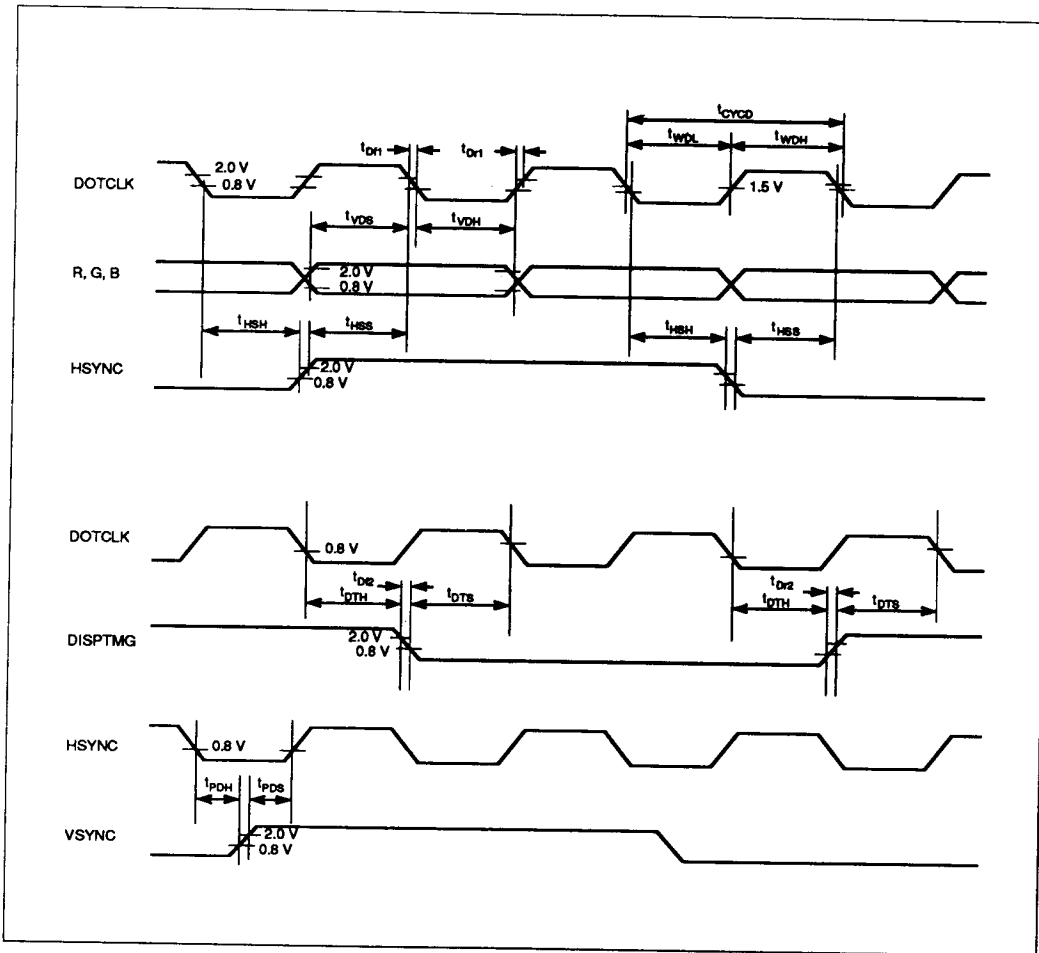 tCYCD
tWDL tWDH
tDf1 tDr1
DOTCLK 2.0 V 0.8 V 1.5 V
tVDS tVDH
R, G, B 2.0 V 0.8 V
tHSH tHSS tHSH tHSS
HSYNC 2.0 V 0.8 V
DOTCLK 0.8 V
tDf2 tDr2
tDTH tDTS tDTH tDTS
DISPTMG 2.0 V 0.8 V
HSYNC 0.8 V
tPDH tPDS
VSYNC 2.0 V 0.8 V